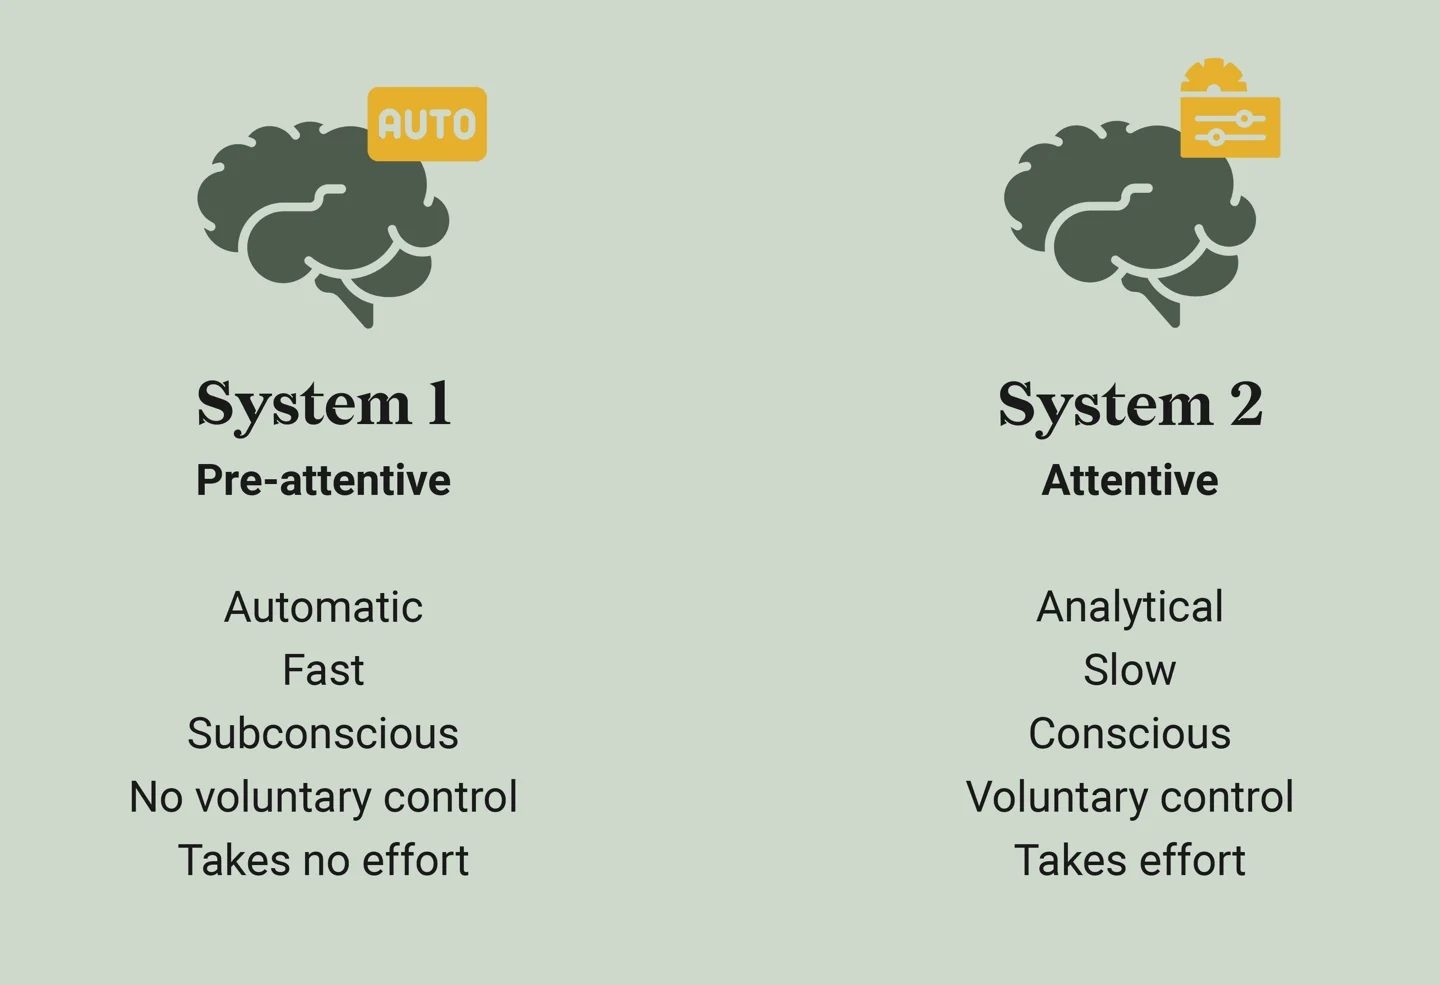 AUTO
System 1
Pre-attentive
Automatic
Fast
Subconscious
No voluntary control
Takes no effort
System 2
Attentive
Analytical
Slow
Conscious
Voluntary control
Takes effort